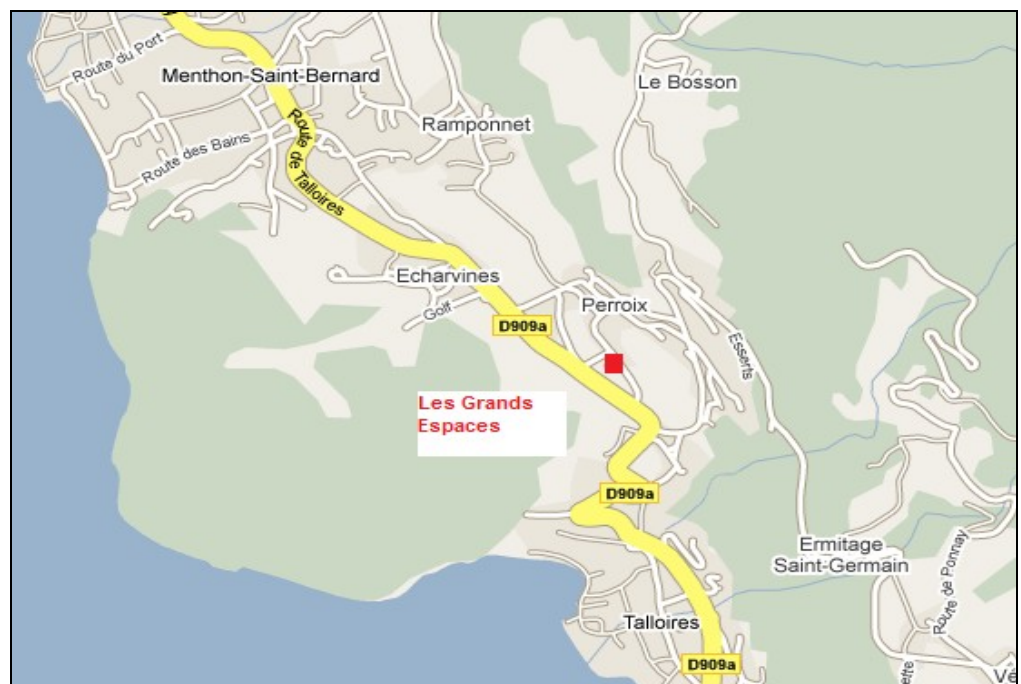 Route du Port
Menthon-Saint-Bernard
Le Bosson
Ramponnet
Route des Bains
Route de Talloires
Echarvines
Golf
Perroix
D909a
Esserts
Les Grands
Espaces
D909a
Ermitage
Saint-Germain
Route de Ponnay
Talloires
D909a